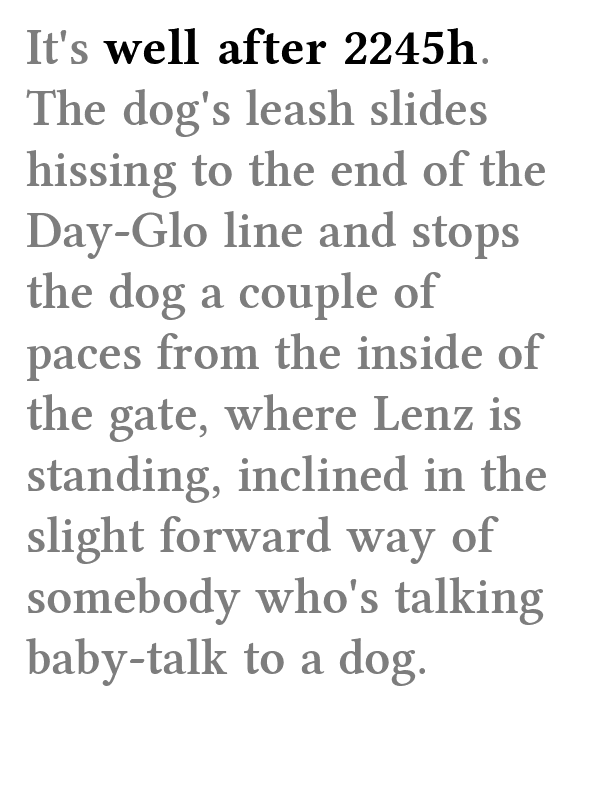 It's well after 2245h.
The dog's leash slides
hissing to the end of the
Day-Glo line and stops
the dog a couple of
paces from the inside of
the gate, where Lenz is
standing, inclined in the
slight forward way of
somebody who's talking
baby-talk to a dog.